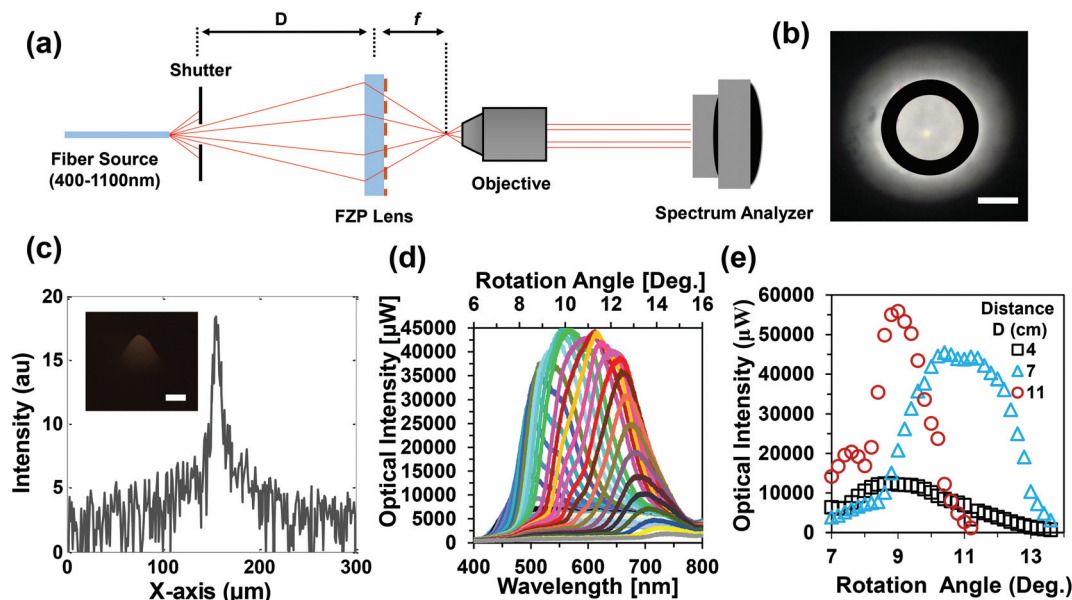 (a)
D
f
Shutter
Fiber Source
(400-1100nm)
FZP Lens
Objective
Spectrum Analyzer
(b)
(c)
Intensity (au)
20
15
10
5
0
0
100
200
300
X-axis (µm)
(d)
Rotation Angle [Deg.]
6 8 10 12 14 16
Optical Intensity [µW]
45000
40000
35000
30000
25000
20000
15000
10000
5000
0
400 500 600 700 800
Wavelength [nm]
(e)
Optical Intensity (µW)
60000
50000
40000
30000
20000
10000
0
Distance
D (cm)
4
7
11
7 9 11 13
Rotation Angle (Deg.)